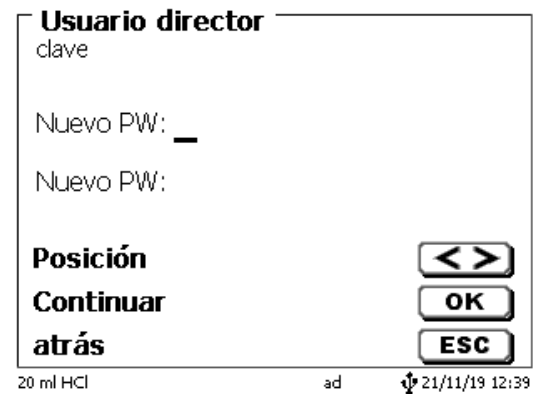 Usuario director
clave
Nuevo PW:
Nuevo PW:
Posición < >
Continuar OK
atrás ESC
20 ml HCl ad 21/11/19 12:39